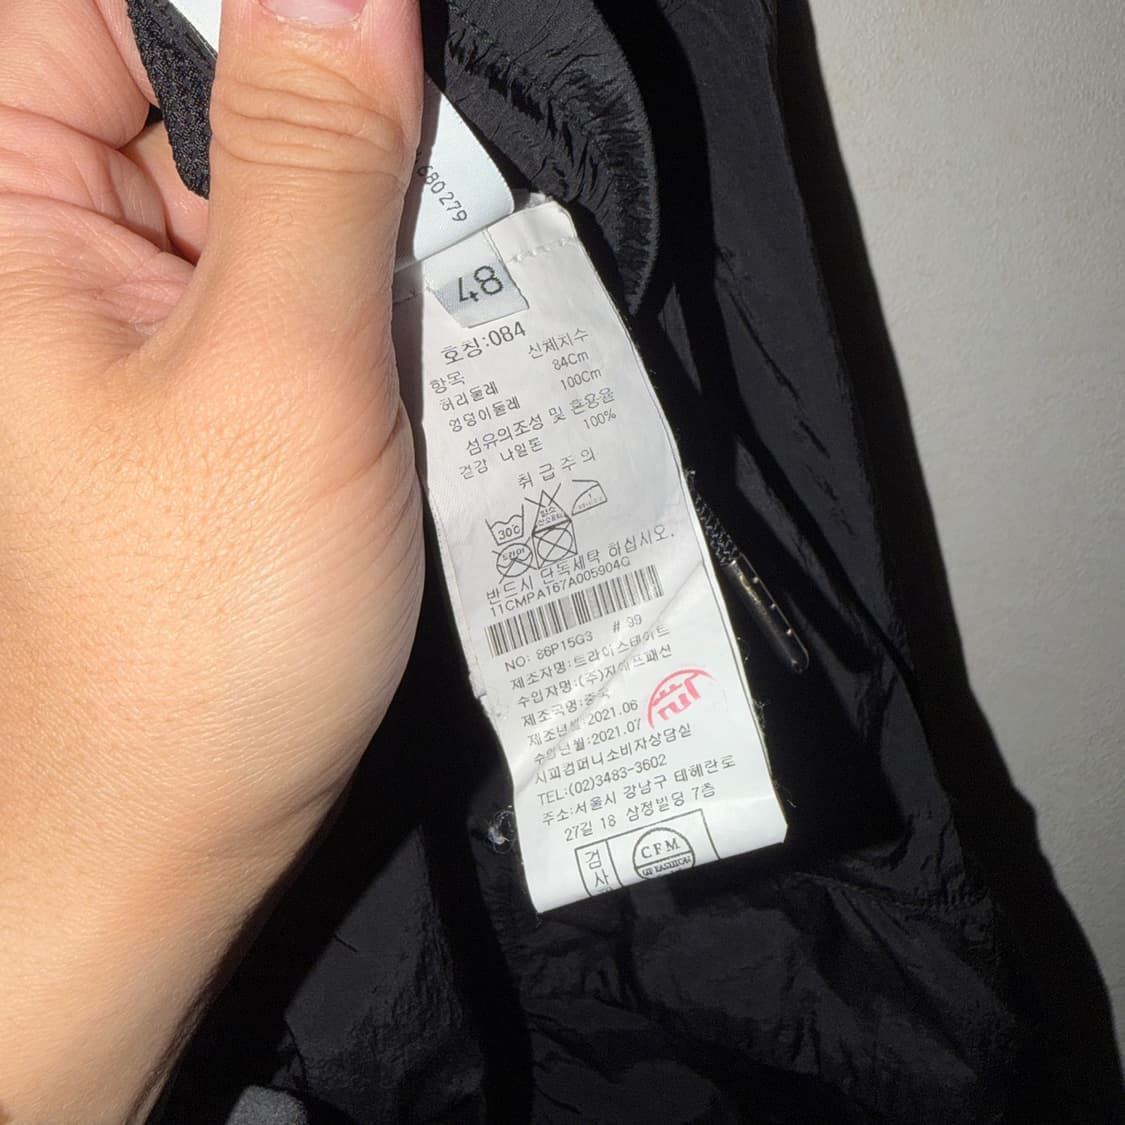 680279
48
호칭:084
항목 신체치수
허리둘레 84Cm
엉덩이둘레 100Cm
섬유의조성 및 혼용율
겉감 나일론 100%
취급주의
30℃
반드시 단독세탁 하십시오.
11CMPA167A005904G
NO: 86P15G3 # 99
제조자명:트라이스테이트
수입자명:(주)지에프패션
제조국명:중국
제조년월:2021.06
수입년월:2021.07
시피컴퍼니소비자상담실
TEL:(02)3483-3602
주소:서울시 강남구 테헤란로
27길 18 삼정빌딩 7층
검사
CFM